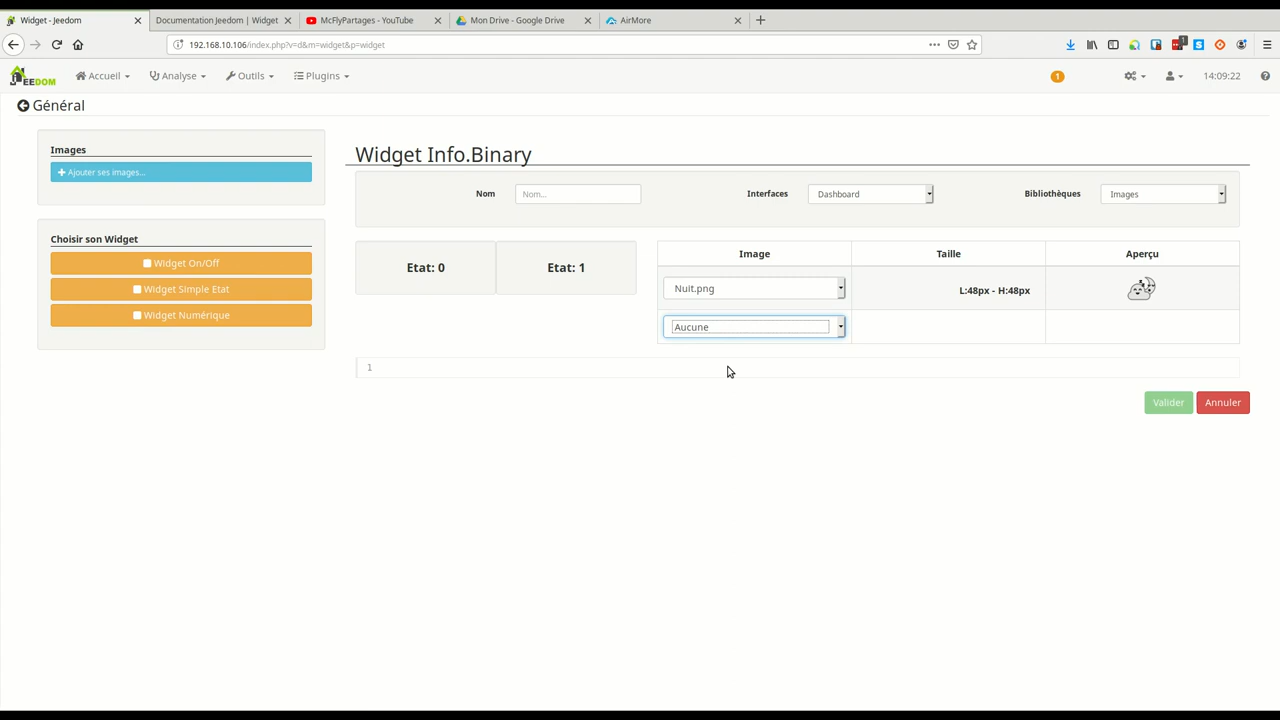 Widget - Jeedom
Documentation Jeedom | Widget
McFlyPartages - YouTube
Mon Drive - Google Drive
AirMore
192.168.10.106/index.php?v=d&m=widget&p=widget
1
JEEDOM
Accueil
Analyse
Outils
Plugins
1
14:09:22
Général
Images
Ajouter ses images...
Choisir son Widget
Widget On/Off
Widget Simple Etat
Widget Numérique
Widget Info.Binary
Nom
Nom...
Interfaces
Dashboard
Bibliothèques
Images
Etat: 0
Etat: 1
Image
Taille
Aperçu
Nuit.png
L:48px - H:48px
Aucune
1
Valider
Annuler